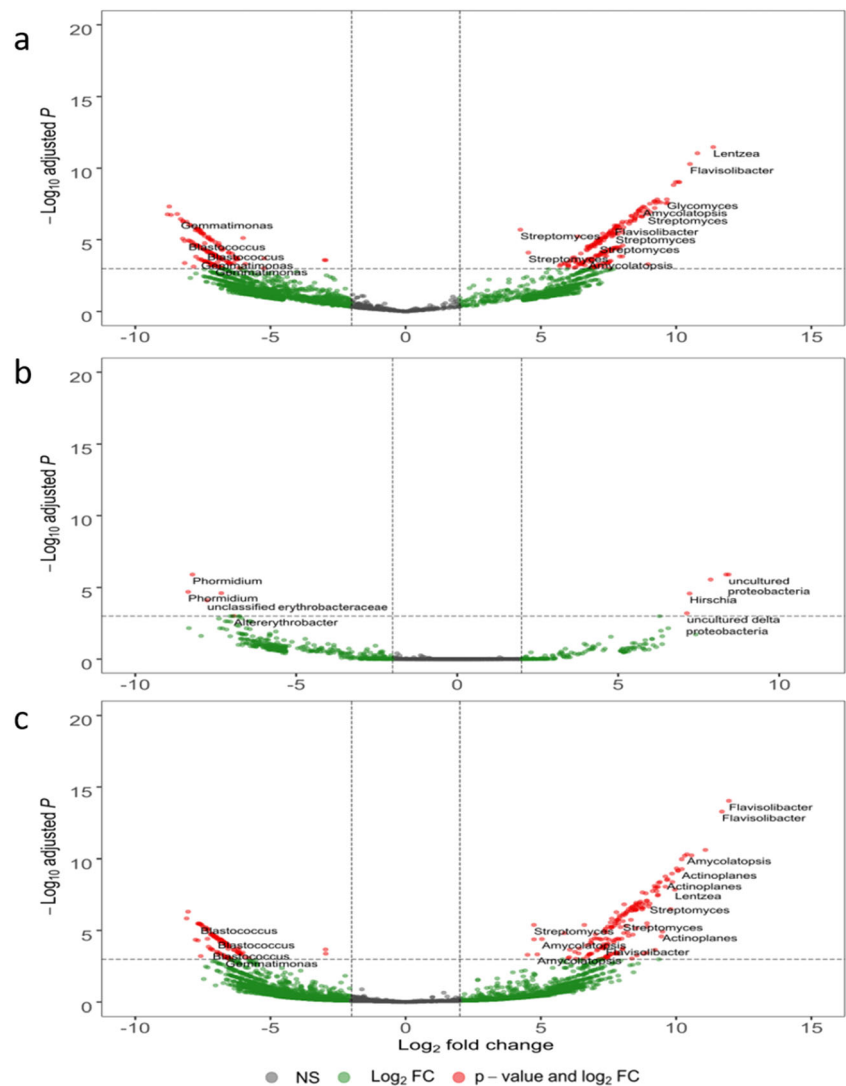 a
20
15
10
5
0
−Log10 adjusted P
Lentzea
Flavisolibacter
Glycomyces
Amycolatopsis
Streptomyces
Gemmatimonas
Flavisolibacter
Streptomyces
Streptomyces
Blastococcus
Streptomyces
Blastococcus
Streptomyces
Gemmatimonas
Amycolatopsis
Gemmatimonas
-10
-5
0
5
10
15
b
20
15
10
5
0
−Log10 adjusted P
Phormidium
uncultured
proteobacteria
Phormidium
Hirschia
unclassified erythrobacteraceae
Altererythrobacter
uncultured delta
proteobacteria
-10
-5
0
5
10
c
20
15
10
5
0
−Log10 adjusted P
Flavisolibacter
Flavisolibacter
Amycolatopsis
Actinoplanes
Actinoplanes
Lentzea
Streptomyces
Blastococcus
Streptomyces
Streptomyces
Actinoplanes
Blastococcus
Amycolatopsis
Flavisolibacter
Blastococcus
Gemmatimonas
Amycolatopsis
-10
-5
0
5
10
15
Log2 fold change
NS
Log2 FC
p − value and log2 FC